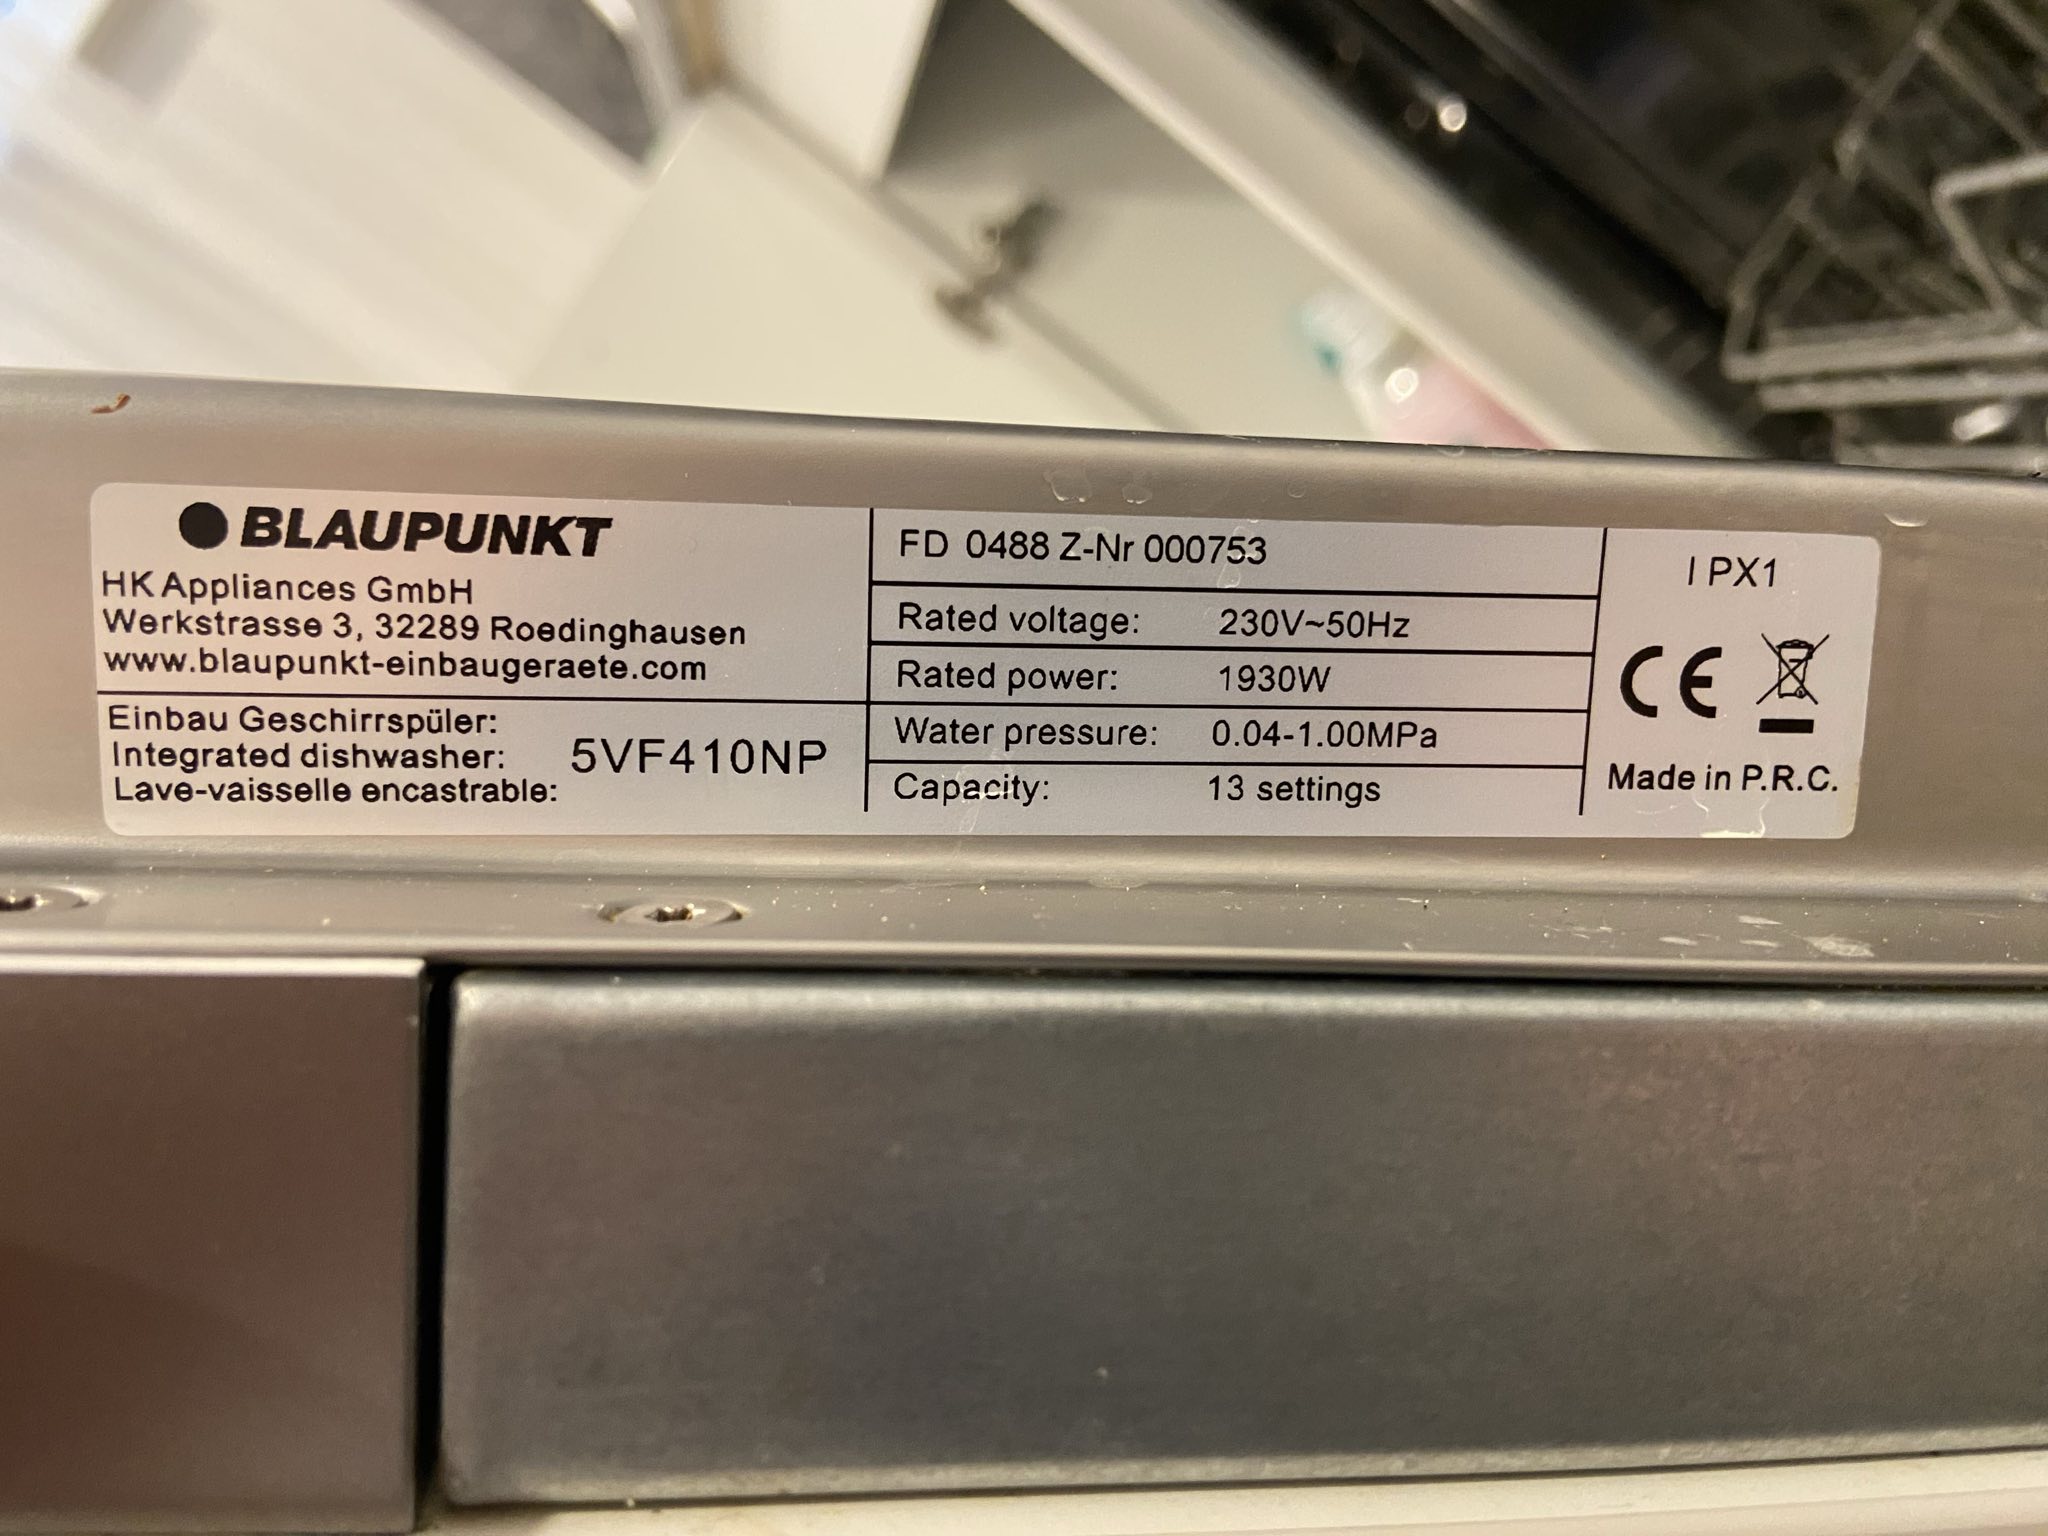 BLAUPUNKT
HK Appliances GmbH
Werkstrasse 3, 32289 Roedinghausen
www.blaupunkt-einbaugeraete.com
Einbau Geschirrspüler:
Integrated dishwasher: 5VF410NP
Lave-vaisselle encastrable:
FD 0488 Z-Nr 000753
Rated voltage: 230V~50Hz
Rated power: 1930W
Water pressure: 0.04-1.00MPa
Capacity: 13 settings
IPX1
CE
Made in P.R.C.